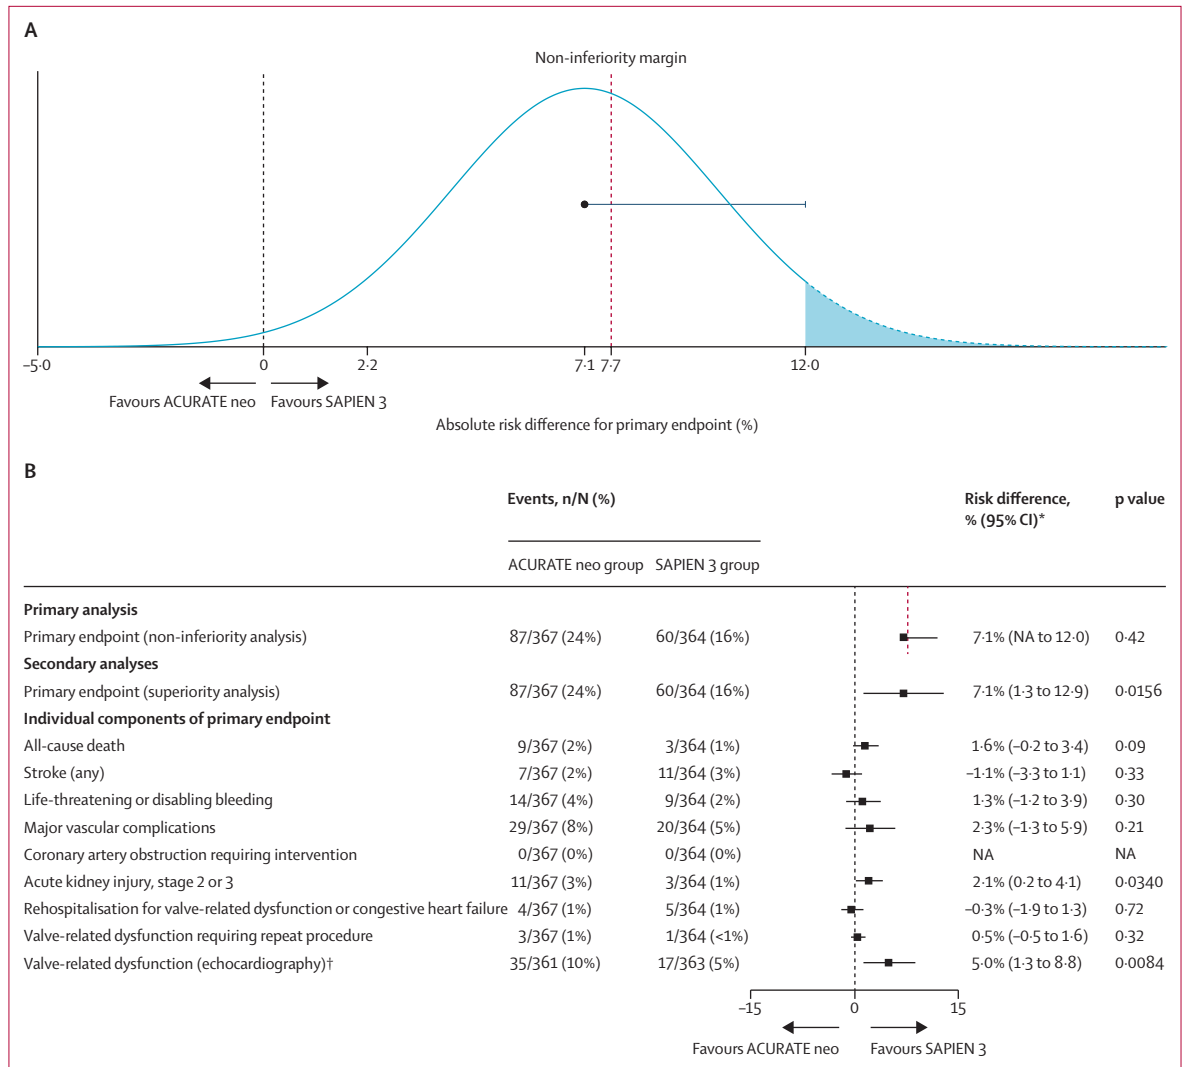 A
Non-inferiority margin
–5·0 0 2·2 7·1 7·7 12·0
Favours ACURATE neo Favours SAPIEN 3
Absolute risk difference for primary endpoint (%)
B
Events, n/N (%) Risk difference, % (95% CI)* p value
ACURATE neo group SAPIEN 3 group
Primary analysis
Primary endpoint (non-inferiority analysis) 87/367 (24%) 60/364 (16%) 7·1% (NA to 12·0) 0·42
Secondary analyses
Primary endpoint (superiority analysis) 87/367 (24%) 60/364 (16%) 7·1% (1·3 to 12·9) 0·0156
Individual components of primary endpoint
All-cause death 9/367 (2%) 3/364 (1%) 1·6% (–0·2 to 3·4) 0·09
Stroke (any) 7/367 (2%) 11/364 (3%) –1·1% (–3·3 to 1·1) 0·33
Life-threatening or disabling bleeding 14/367 (4%) 9/364 (2%) 1·3% (–1·2 to 3·9) 0·30
Major vascular complications 29/367 (8%) 20/364 (5%) 2·3% (–1·3 to 5·9) 0·21
Coronary artery obstruction requiring intervention 0/367 (0%) 0/364 (0%) NA NA
Acute kidney injury, stage 2 or 3 11/367 (3%) 3/364 (1%) 2·1% (0·2 to 4·1) 0·0340
Rehospitalisation for valve-related dysfunction or congestive heart failure 4/367 (1%) 5/364 (1%) –0·3% (–1·9 to 1·3) 0·72
Valve-related dysfunction requiring repeat procedure 3/367 (1%) 1/364 (<1%) 0·5% (–0·5 to 1·6) 0·32
Valve-related dysfunction (echocardiography)† 35/361 (10%) 17/363 (5%) 5·0% (1·3 to 8·8) 0·0084
–15 0 15
Favours ACURATE neo Favours SAPIEN 3